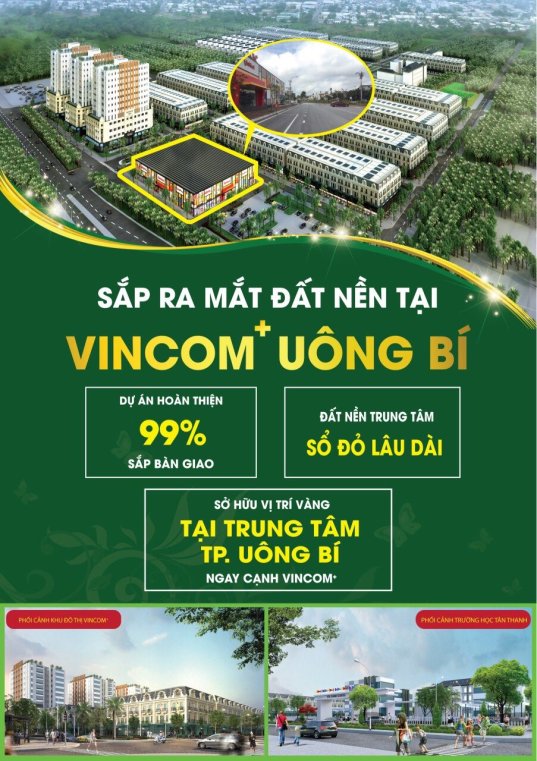 SẮP RA MẮT ĐẤT NỀN TẠI
VINCOM+ UÔNG BÍ
DỰ ÁN HOÀN THIỆN
99%
SẮP BÀN GIAO
ĐẤT NỀN TRUNG TÂM
SỔ ĐỎ LÂU DÀI
SỞ HỮU VỊ TRÍ VÀNG
TẠI TRUNG TÂM
TP. UÔNG BÍ
NGAY CẠNH VINCOM+
PHỐI CẢNH KHU ĐÔ THỊ VINCOM+
PHỐI CẢNH TRƯỜNG HỌC TÂN THANH